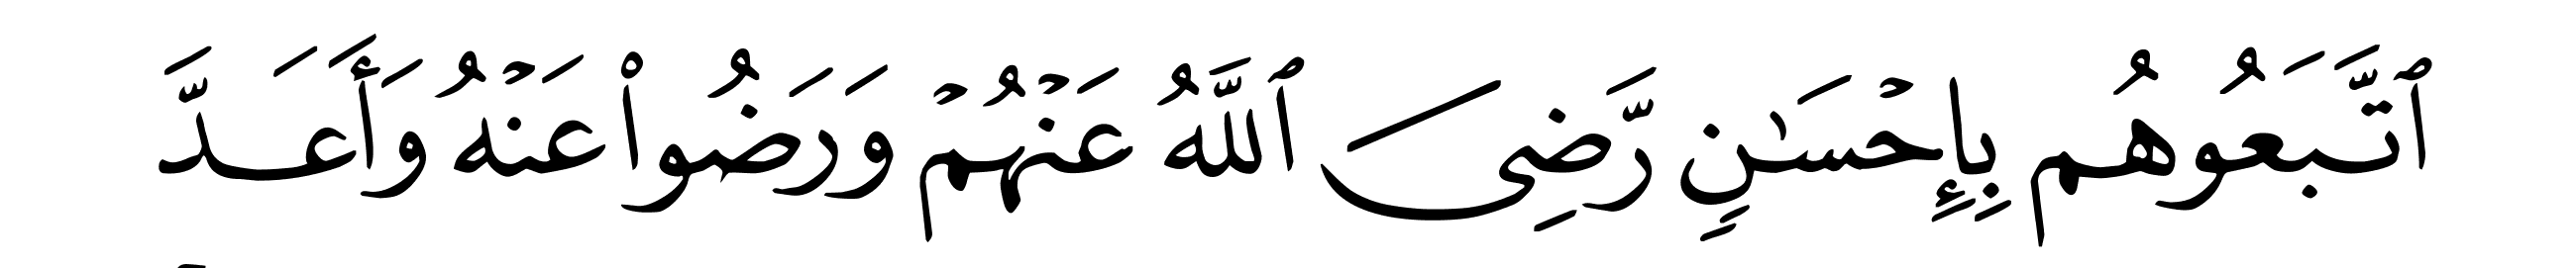 ٱتَّبَعُوهُم بِإِحۡسَٰنٖ رَّضِيَ ٱللَّهُ عَنۡهُمۡ وَرَضُواْ عَنۡهُ وَأَعَدَّ